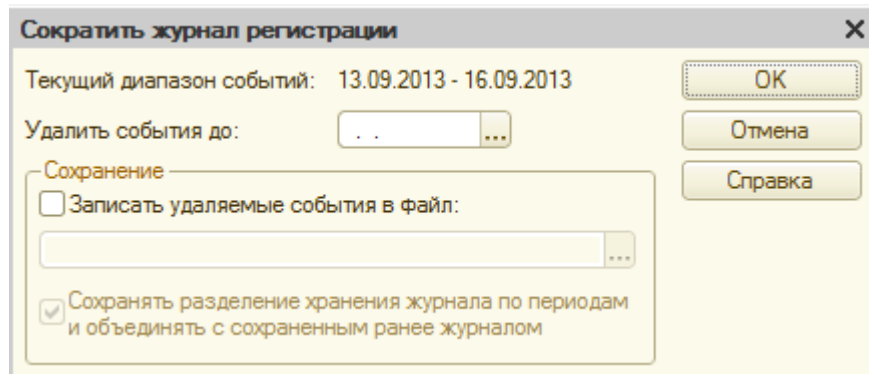 Сократить журнал регистрации
Текущий диапазон событий: 13.09.2013 - 16.09.2013
OK
Удалить события до: . . ...
Отмена
Сохранение
Справка
Записать удаляемые события в файл:
...
Сохранять разделение хранения журнала по периодам
и объединять с сохраненным ранее журналом